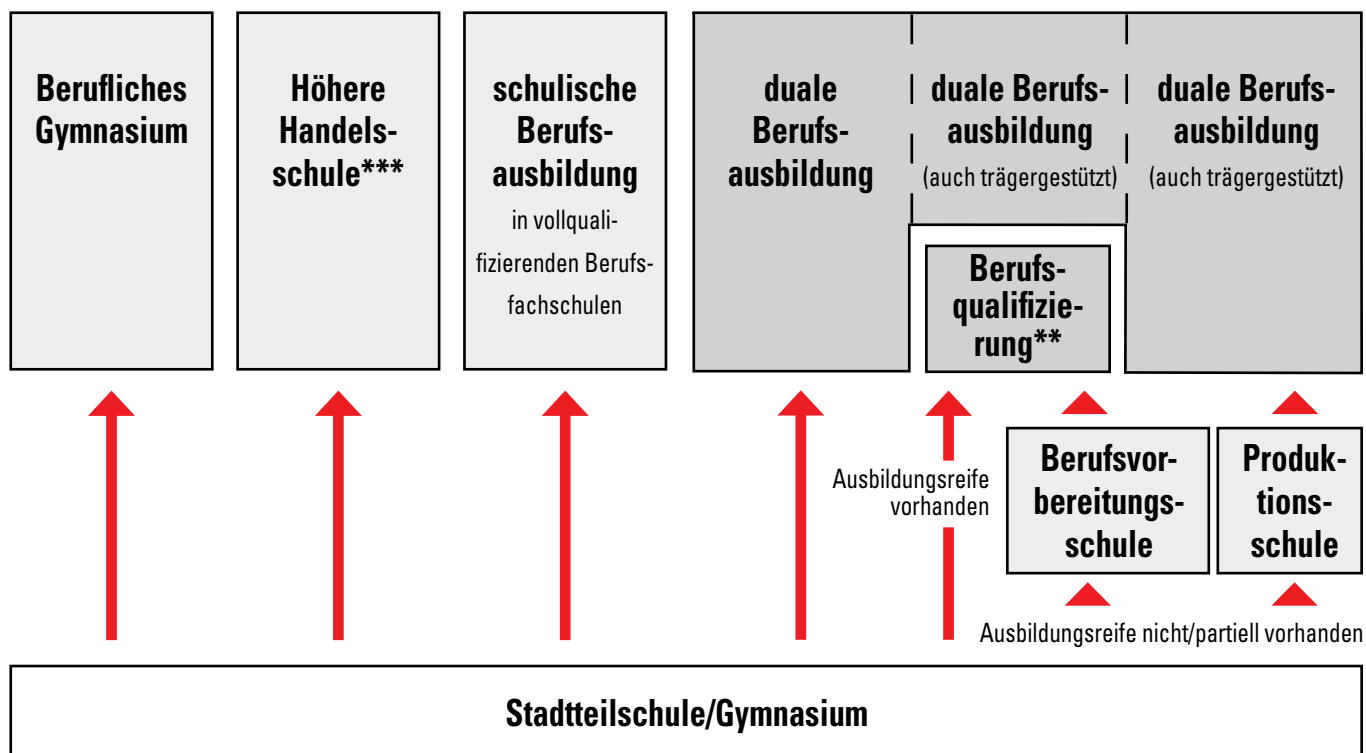 Berufliches
Gymnasium
Höhere
Handels-
schule***
schulische
Berufs-
ausbildung
in vollquali-
fizierenden Berufs-
fachschulen
duale
Berufs-
ausbildung
duale Berufs-
ausbildung
(auch trägergestützt)
duale Berufs-
ausbildung
(auch trägergestützt)
Berufs-
qualifizie-
rung**
Ausbildungsreife
vorhanden
Berufsvor-
bereitungs-
schule
Produk-
tions-
schule
Ausbildungsreife nicht/partiell vorhanden
Stadtteilschule/Gymnasium